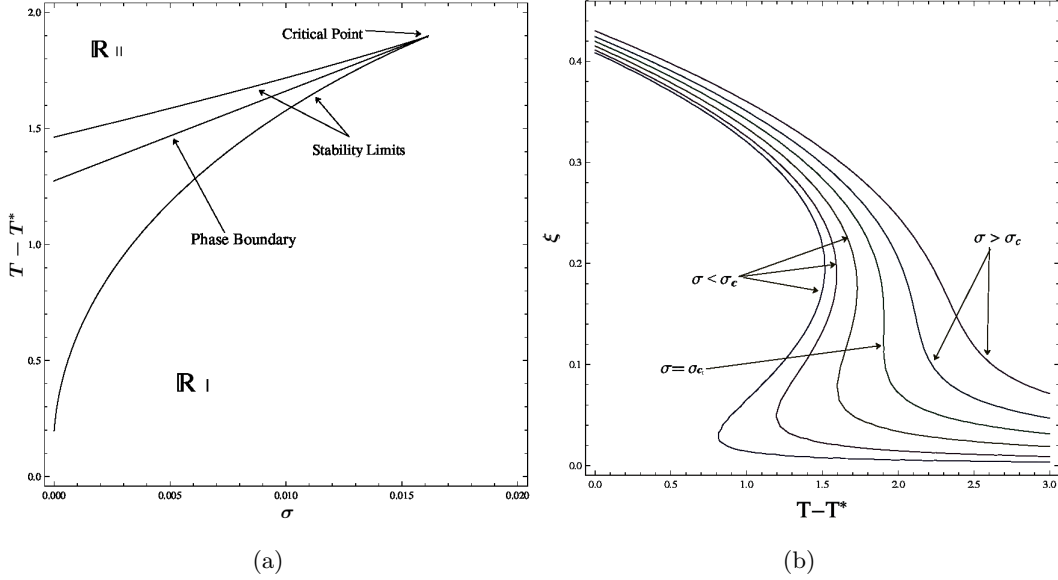 2.0
Critical Point
ℝ II
1.5
Stability Limits
T − T*
1.0
Phase Boundary
0.5
ℝ I
0.0
0.000 0.005 0.010 0.015 0.020
σ
(a)
0.4
0.3
ξ
σ > σc
0.2
σ < σc
σ = σc
0.1
0.0
0.0 0.5 1.0 1.5 2.0 2.5 3.0
T−T*
(b)